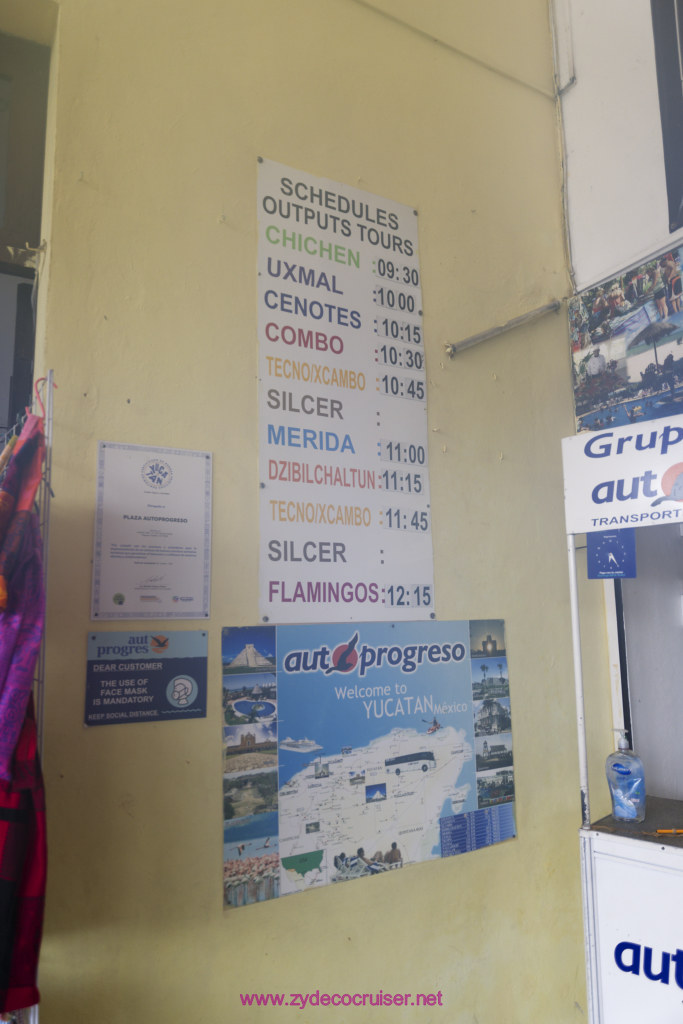 SCHEDULES
OUTPUTS TOURS
CHICHEN :09:30
UXMAL :10 00
CENOTES :10:15
COMBO :10:30
TECNO/XCAMBO :10:45
SILCER :
MERIDA :11:00
DZIBILCHALTUN :11:15
TECNO/XCAMBO :11:45
SILCER :
FLAMINGOS :12:15
PLAZA AUTOPROGRESO
aut
progres
DEAR CUSTOMER
THE USE OF
FACE MASK
IS MANDATORY
KEEP SOCIAL DISTANCE
autoprogreso
Welcome to
YUCATAN México
Grup
aut
TRANSPORT
aut
www.zydecocruiser.net